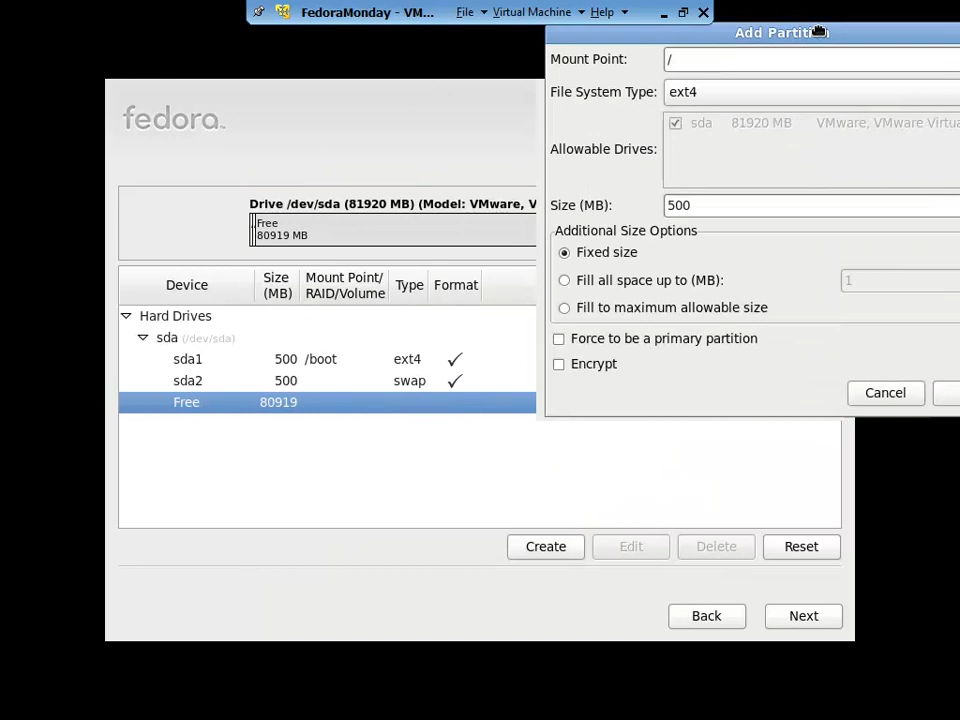 FedoraMonday - VM... File Virtual Machine Help
Add Partition
Mount Point: /
File System Type: ext4
sda 81920 MB VMware, VMware Virtua
Allowable Drives:
Size (MB): 500
Additional Size Options
Fixed size
Fill all space up to (MB): 1
Fill to maximum allowable size
Force to be a primary partition
Encrypt
Cancel
fedora™
Drive /dev/sda (81920 MB) (Model: VMware, V
Free
80919 MB
Device Size (MB) Mount Point/ RAID/Volume Type Format
Hard Drives
sda (/dev/sda)
sda1 500 /boot ext4
sda2 500 swap
Free 80919
Create Edit Delete Reset
Back Next